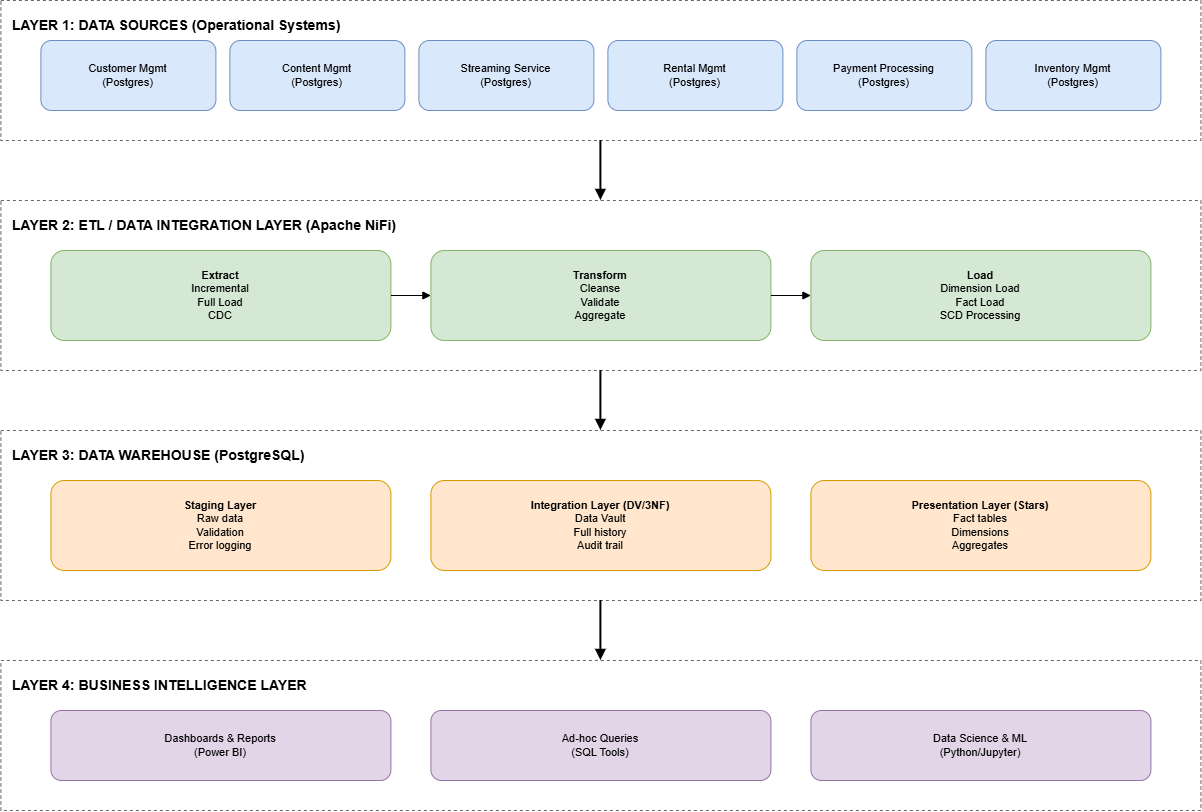 LAYER 1: DATA SOURCES (Operational Systems)
Customer Mgmt
(Postgres)
Content Mgmt
(Postgres)
Streaming Service
(Postgres)
Rental Mgmt
(Postgres)
Payment Processing
(Postgres)
Inventory Mgmt
(Postgres)
LAYER 2: ETL / DATA INTEGRATION LAYER (Apache NiFi)
Extract
Incremental
Full Load
CDC
Transform
Cleanse
Validate
Aggregate
Load
Dimension Load
Fact Load
SCD Processing
LAYER 3: DATA WAREHOUSE (PostgreSQL)
Staging Layer
Raw data
Validation
Error logging
Integration Layer (DV/3NF)
Data Vault
Full history
Audit trail
Presentation Layer (Stars)
Fact tables
Dimensions
Aggregates
LAYER 4: BUSINESS INTELLIGENCE LAYER
Dashboards & Reports
(Power BI)
Ad-hoc Queries
(SQL Tools)
Data Science & ML
(Python/Jupyter)